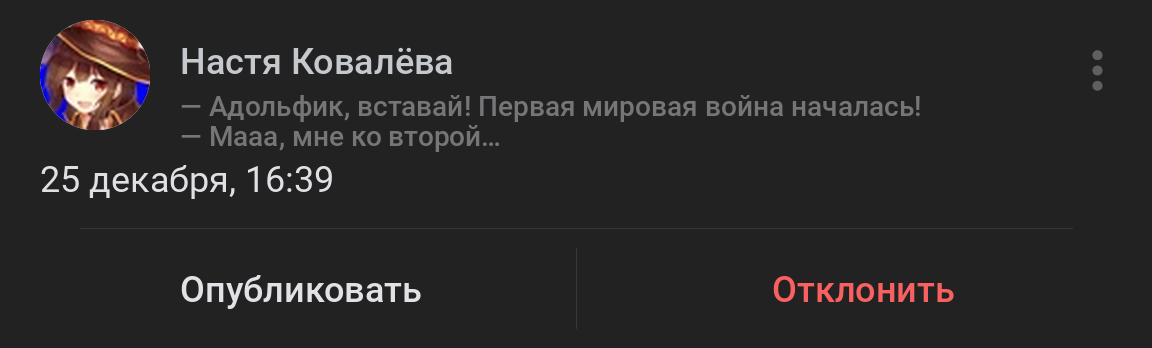 Настя Ковалёва
— Адольфик, вставай! Первая мировая война началась!
— Мааа, мне ко второй...
25 декабря, 16:39
Опубликовать
Отклонить